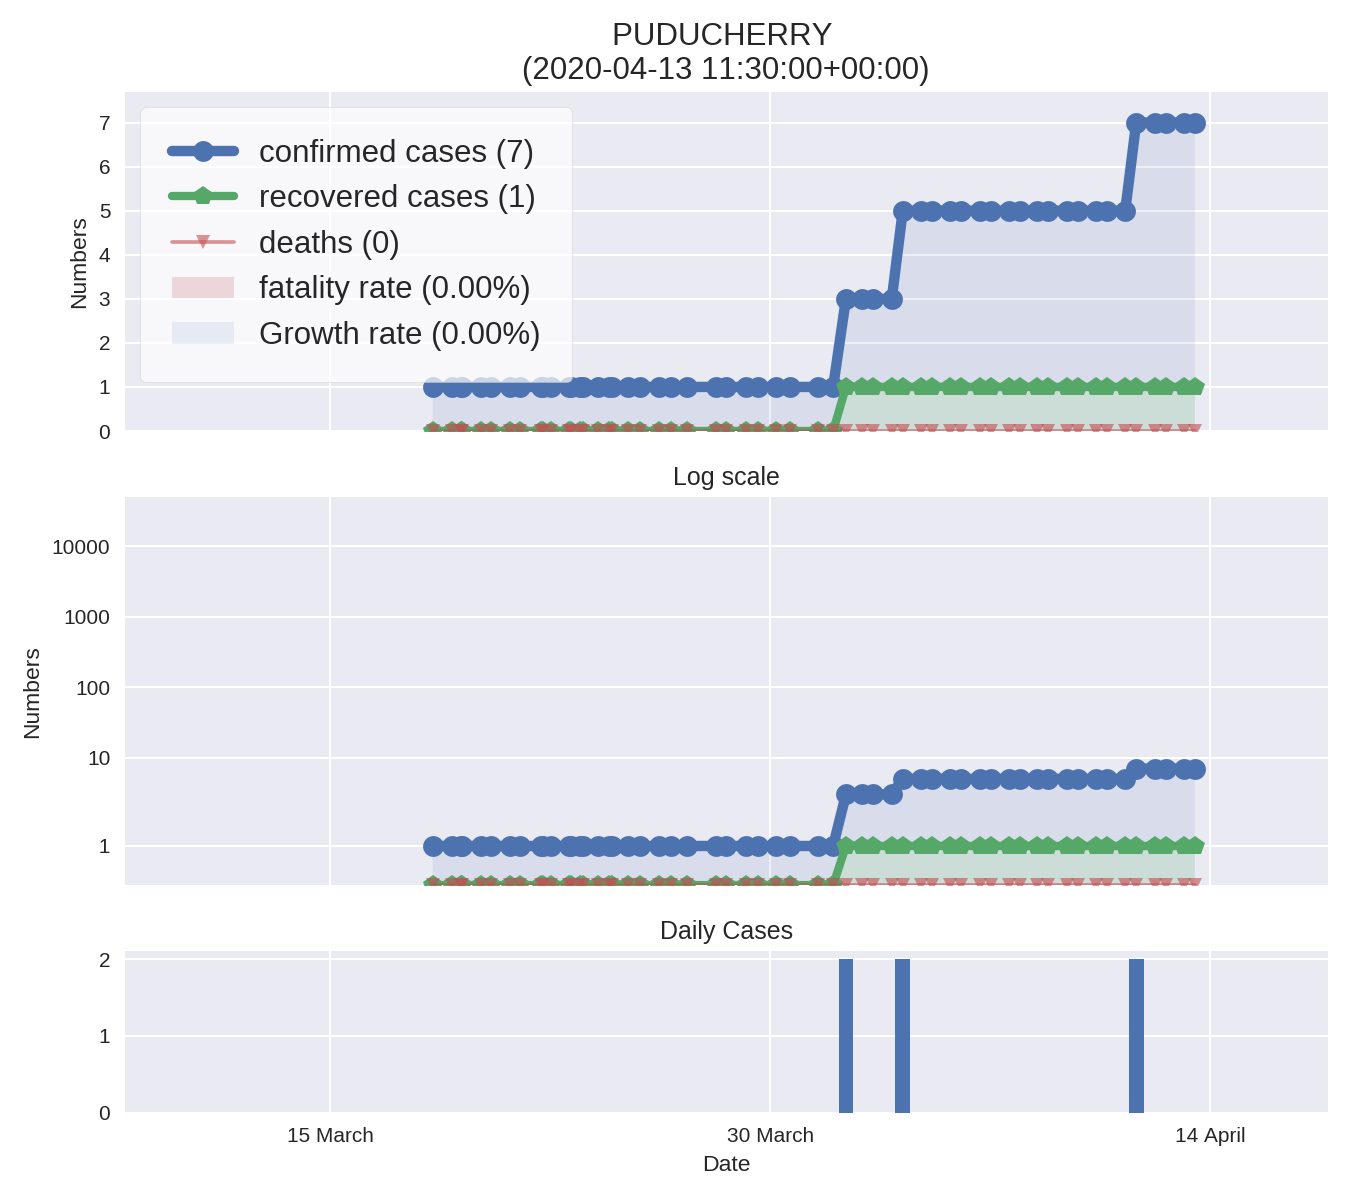 PUDUCHERRY
(2020-04-13 11:30:00+00:00)
7
6
5
4
3
2
1
0
Numbers
confirmed cases (7)
recovered cases (1)
deaths (0)
fatality rate (0.00%)
Growth rate (0.00%)
Log scale
10000
1000
100
10
1
Numbers
Daily Cases
2
1
0
15 March
30 March
14 April
Date